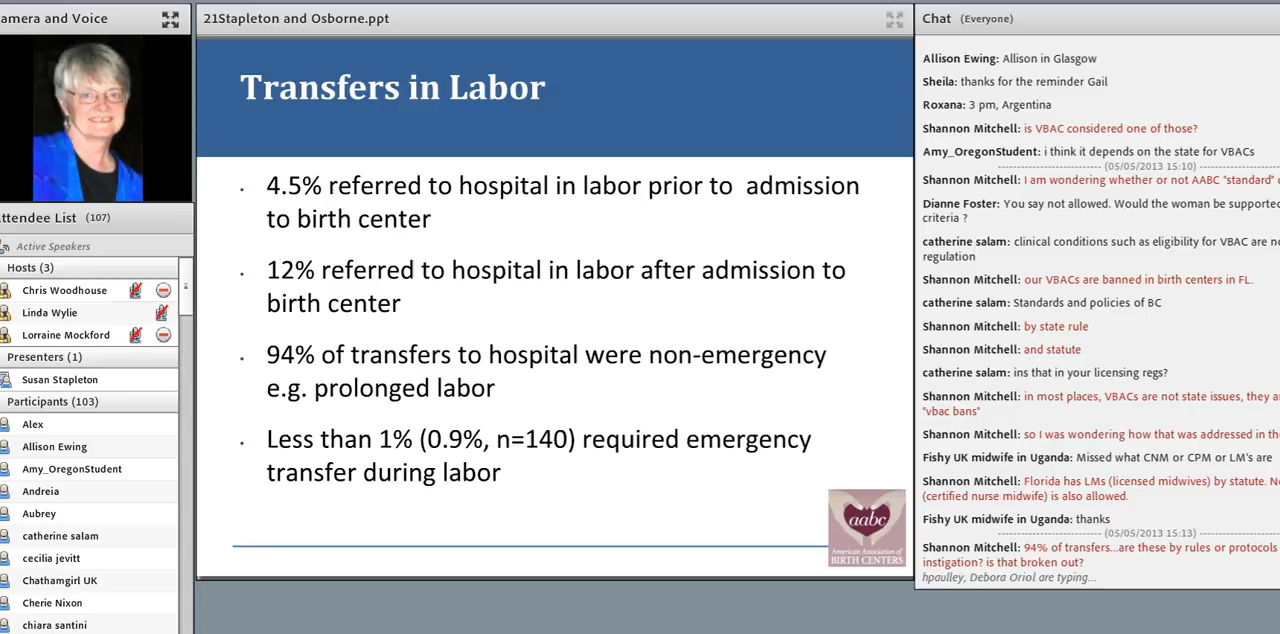 amera and Voice
21Stapleton and Osborne.ppt
Transfers in Labor
4.5% referred to hospital in labor prior to admission
to birth center
12% referred to hospital in labor after admission to
birth center
94% of transfers to hospital were non-emergency
e.g. prolonged labor
Less than 1% (0.9%, n=140) required emergency
transfer during labor
aabc
American Association of
BIRTH CENTERS
ttendee List (107)
Active Speakers
Hosts (3)
Chris Woodhouse
Linda Wylie
Lorraine Mockford
Presenters (1)
Susan Stapleton
Participants (103)
Alex
Allison Ewing
Amy_OregonStudent
Andreia
Aubrey
catherine salam
cecilia jevitt
Chathamgirl UK
Cherie Nixon
chiara santini
Chat (Everyone)
Allison Ewing: Allison in Glasgow
Sheila: thanks for the reminder Gail
Roxana: 3 pm, Argentina
Shannon Mitchell: is VBAC considered one of those?
Amy_OregonStudent: i think it depends on the state for VBACs
(05/05/2013 15:10)
Shannon Mitchell: I am wondering whether or not AABC "standard"
Dianne Foster: You say not allowed. Would the woman be supported
criteria ?
catherine salam: clinical conditions such as eligibility for VBAC are no
regulation
Shannon Mitchell: our VBACs are banned in birth centers in FL.
catherine salam: Standards and policies of BC
Shannon Mitchell: by state rule
Shannon Mitchell: and statute
catherine salam: ins that in your licensing regs?
Shannon Mitchell: in most places, VBACs are not state issues, they a
"vbac bans"
Shannon Mitchell: so I was wondering how that was addressed in th
Fishy UK midwife in Uganda: Missed what CNM or CPM or LM's are
Shannon Mitchell: Florida has LMs (licensed midwives) by statute. N
(certified nurse midwife) is also allowed.
Fishy UK midwife in Uganda: thanks
(05/05/2013 15:13)
Shannon Mitchell: 94% of transfers...are these by rules or protocols
instigation? is that broken out?
hpaulley, Debora Oriol are typing...